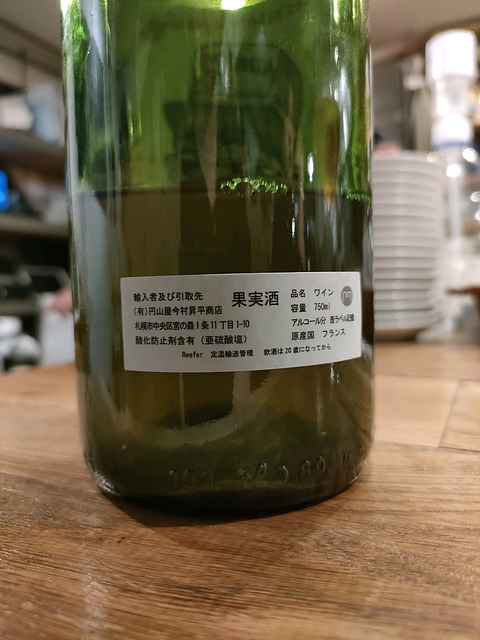 輸入者及び引取先
(有)円山屋今村昇平商店
札幌市中央区宮の森1条11丁目1-10
酸化防止剤含有（亜硫酸塩）
果実酒
品名 ワイン
容量 750ml
アルコール分 表ラベル記載
原産国 フランス
Reefer 定温輸送管理 飲酒は20歳になってから